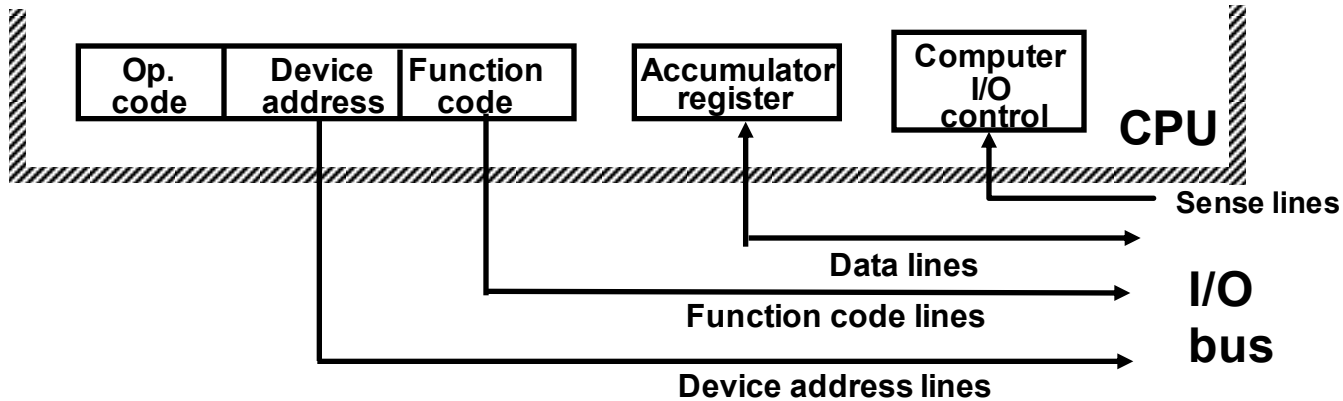 Op.
code
Device
address
Function
code
Accumulator
register
Computer
I/O
control
CPU
Sense lines
Data lines
Function code lines
Device address lines
I/O
bus